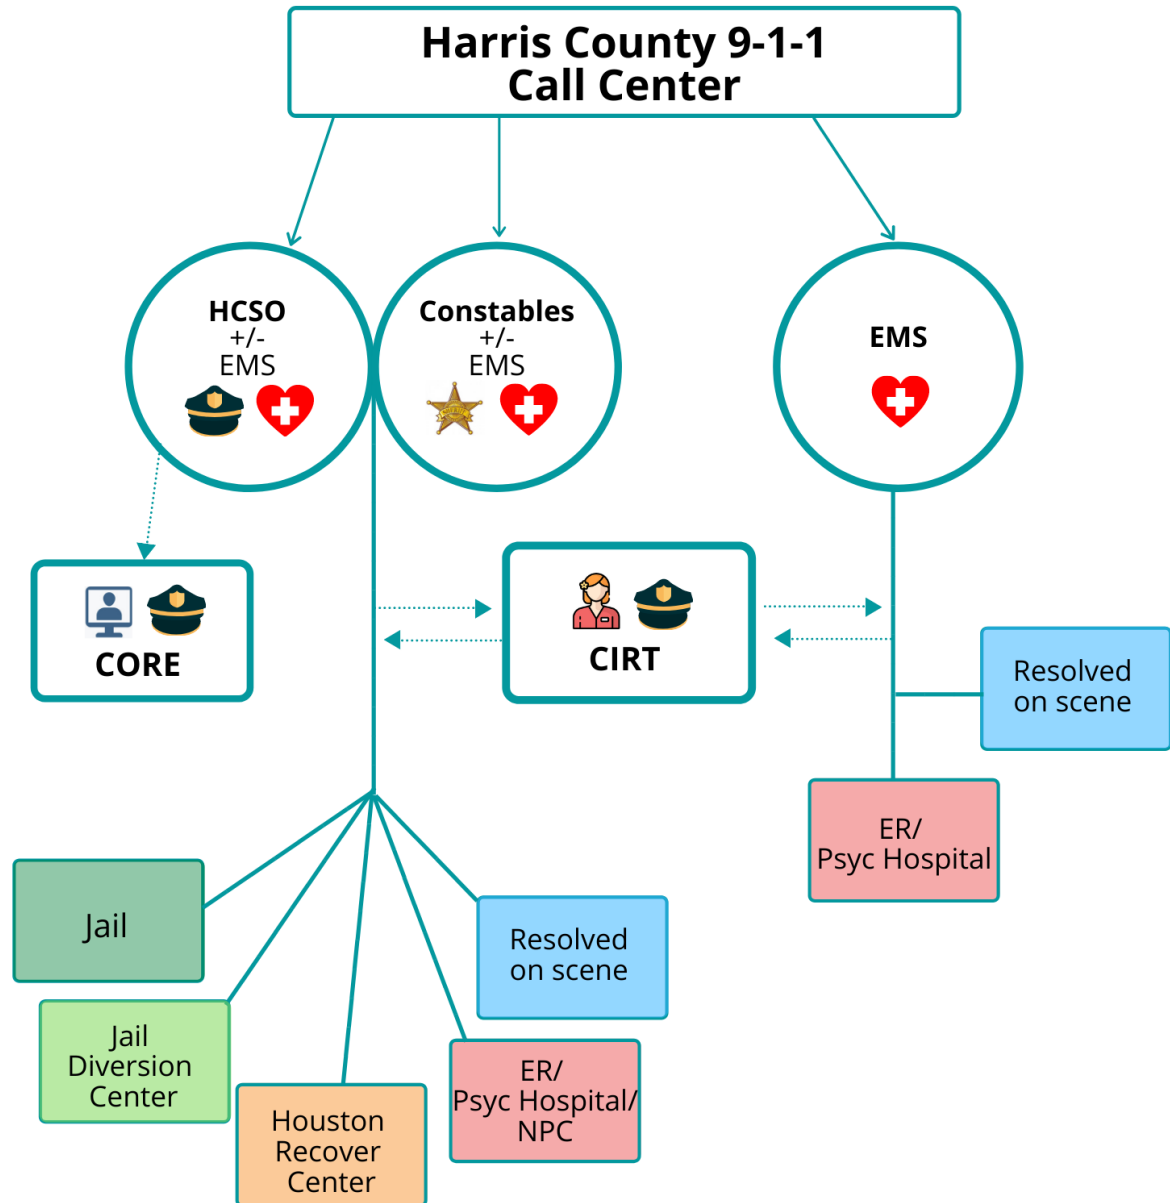 Harris County 9-1-1
Call Center
HCSO
+/-
EMS
Constables
+/-
EMS
EMS
CORE
CIRT
Resolved
on scene
ER/
Psyc Hospital
Jail
Resolved
on scene
Jail
Diversion
Center
ER/
Psyc Hospital/
NPC
Houston
Recover
Center